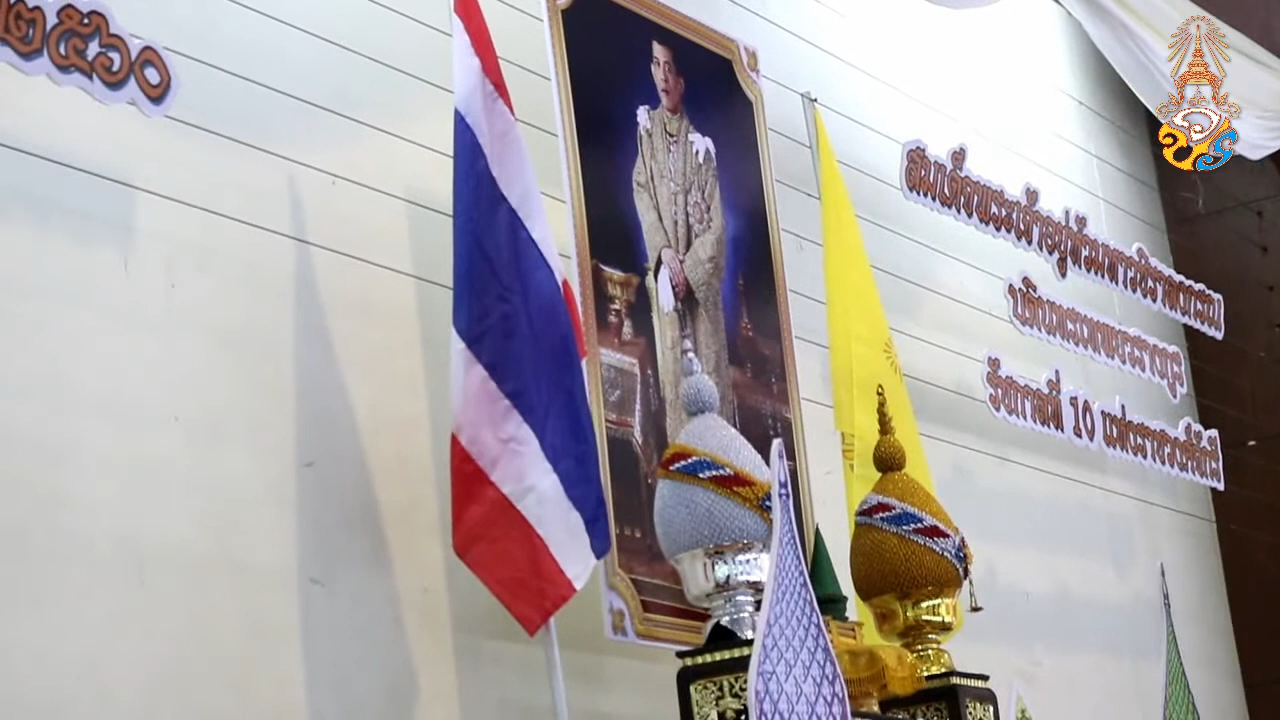 ๒๕๖๐
สมเด็จพระเจ้าอยู่หัวมหาวชิราลงกรณ
บดินทรเทพยวรางกูร
รัชกาลที่ 10 แห่งราชวงศ์จักรี